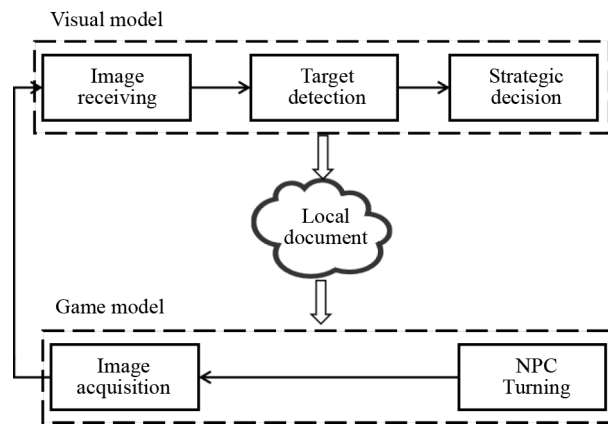 Visual model
Image
receiving
Target
detection
Strategic
decision
Local
document
Game model
Image
acquisition
NPC
Turning